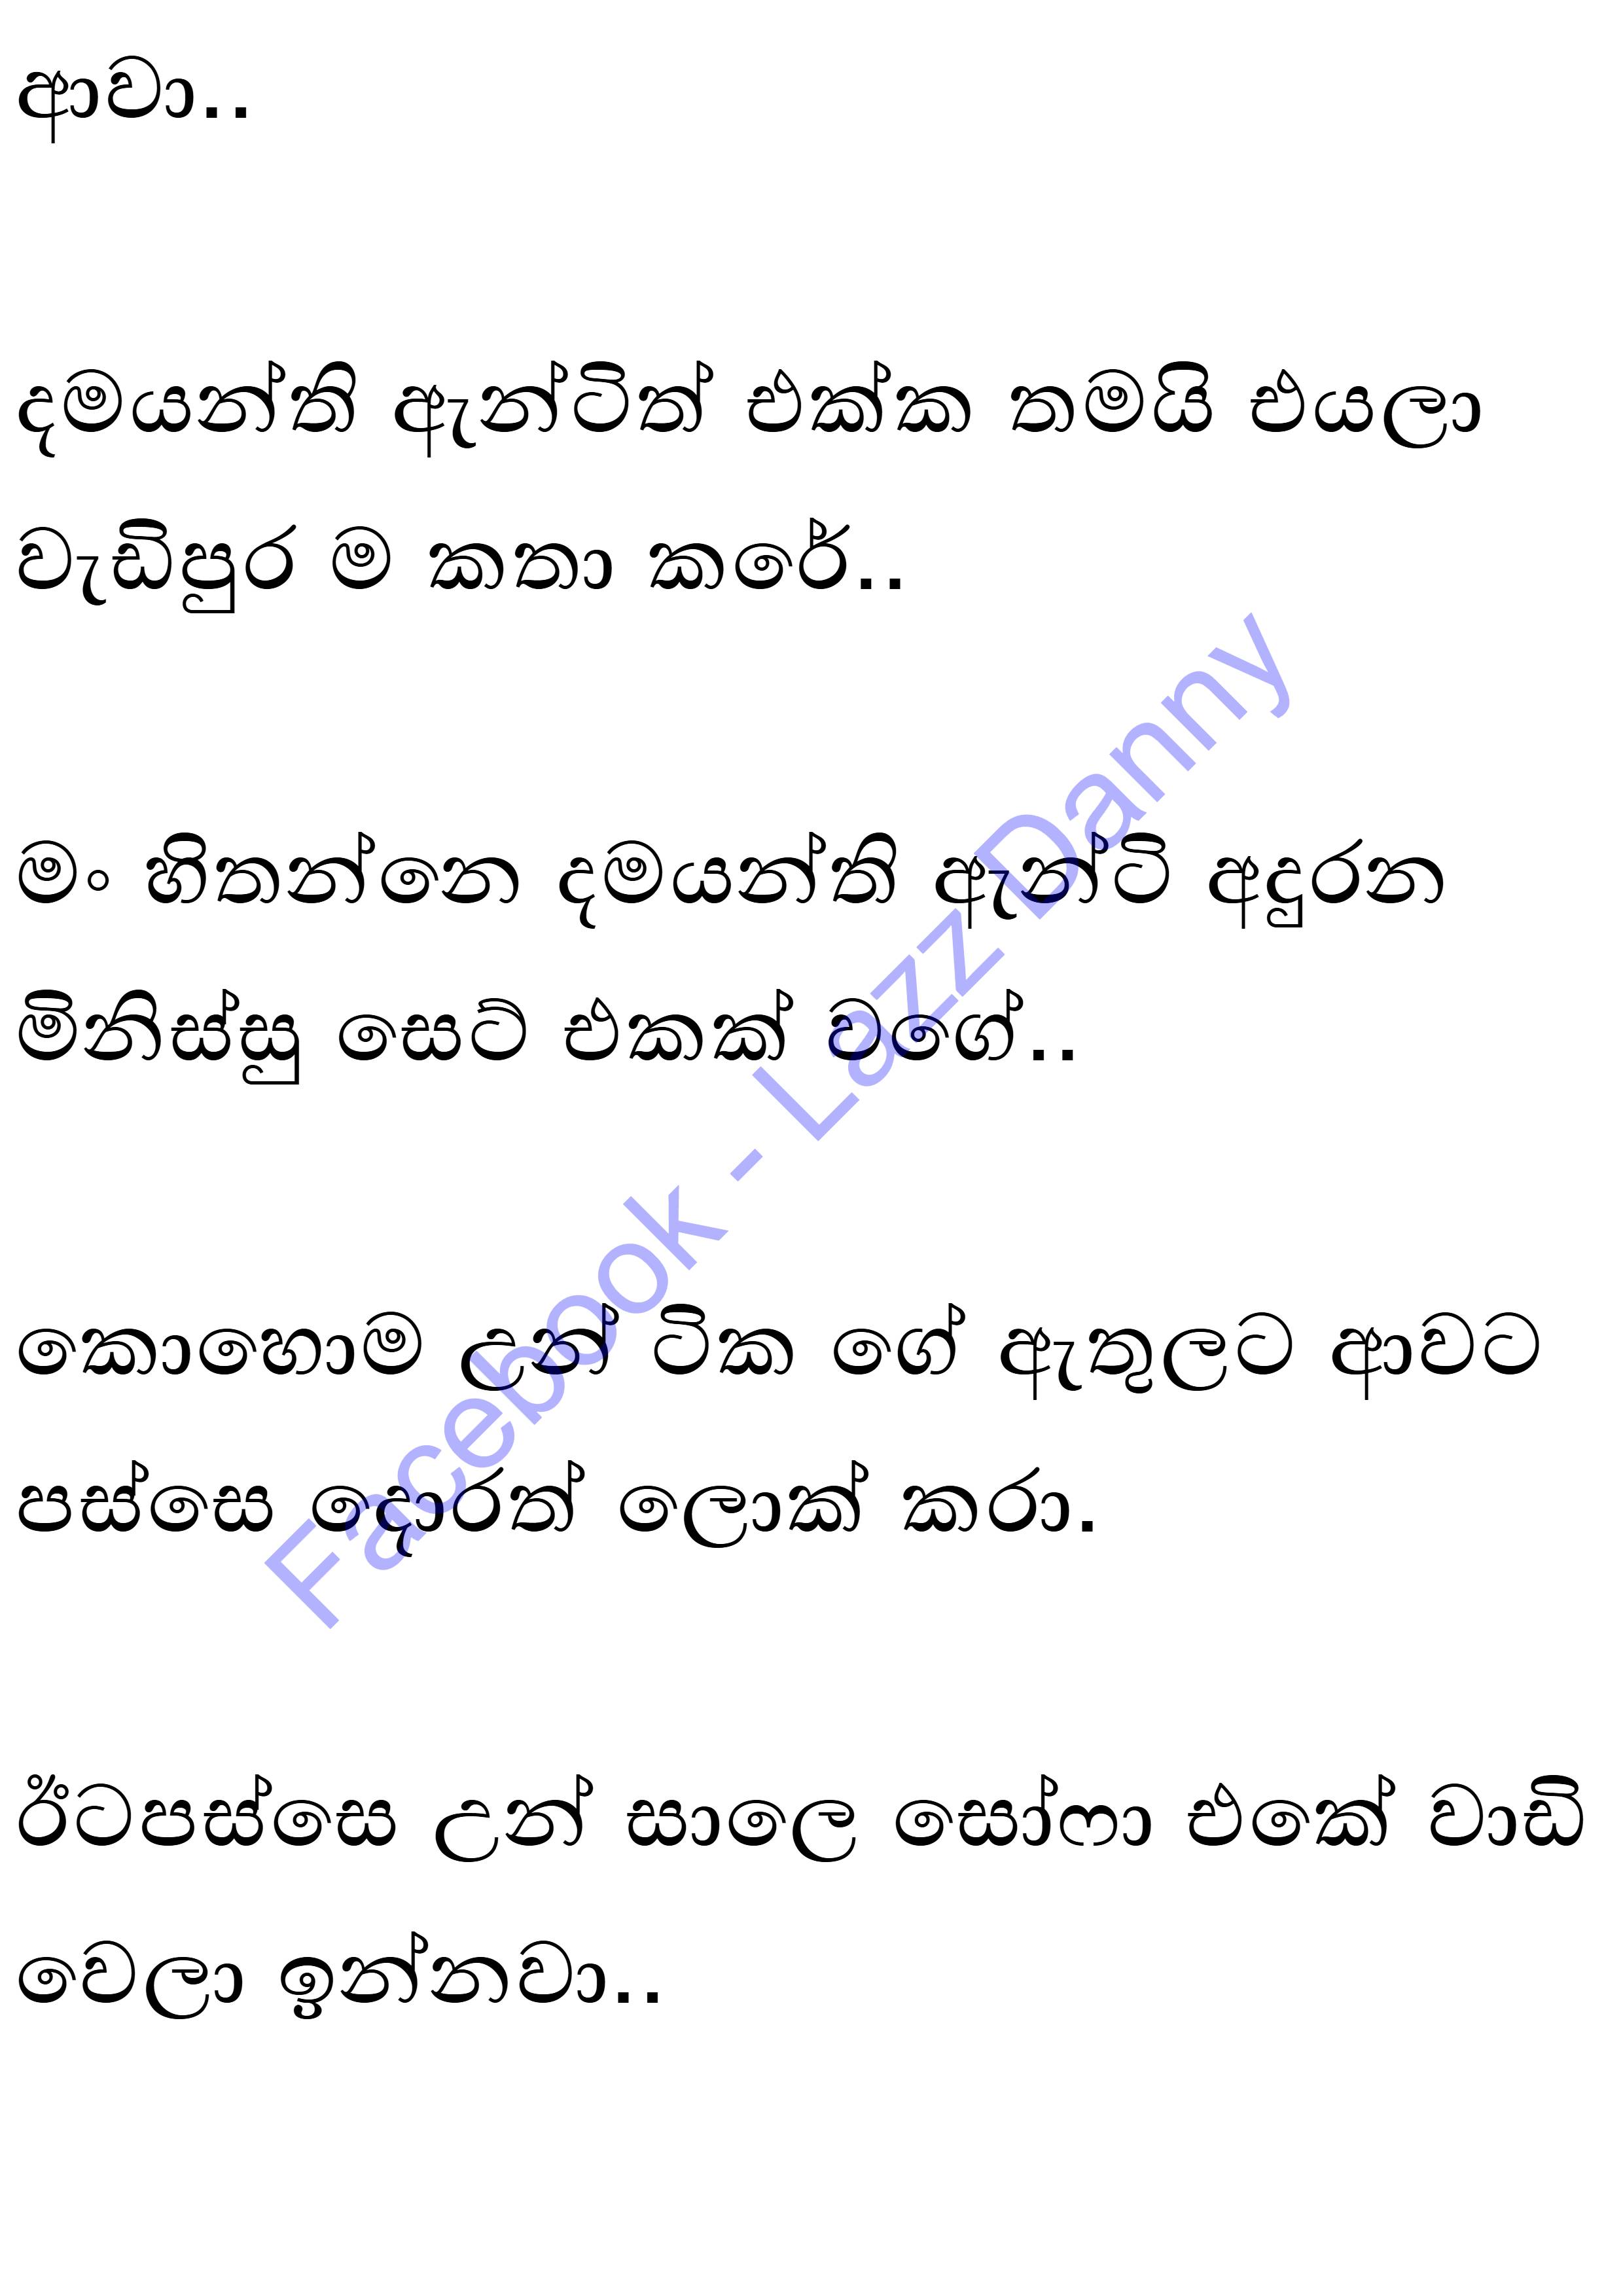 ආවා..
දමයන්ති ඇන්ටිත් එක්ක තමයි එයලා
වැඩිපුර ම කතා කරේ..
මං හිතන්නෙ දමයන්ති ඇන්ටි අදුරන
මිනිස්සු සෙට් එකක් වගේ..
කොහොම උන් ටික ගේ ඇතුලට ආවට
පස්සෙ දොරත් ලොක් කරා.
ඊටපස්සෙ උන් සාලෙ සෝෆා එකේ වාඩි
වෙලා ඉන්නවා..
Facebook - Lazz Danny